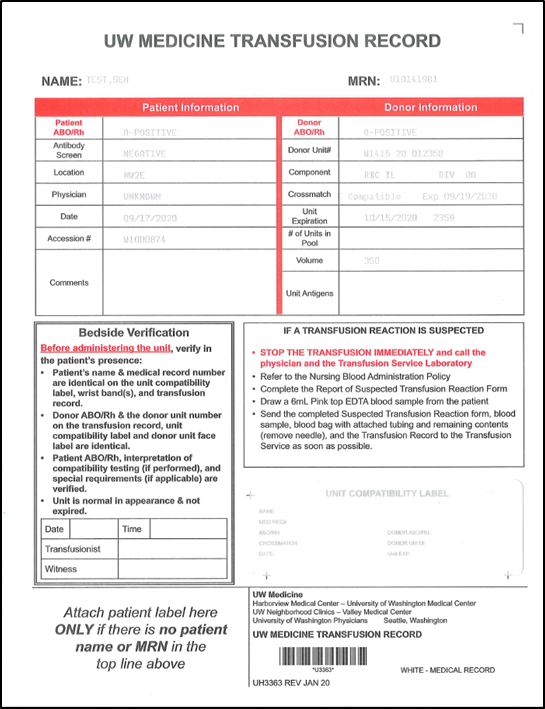 UW MEDICINE TRANSFUSION RECORD
NAME: TEST,SEM MRN: U10141981
Patient Information Donor Information
Patient ABO/Rh O-POSITIVE Donor ABO/Rh O-POSITIVE
Antibody Screen NEGATIVE Donor Unit# W1416 20 012358
Location NW2E Component REC IL DIV 00
Physician UNKNOWN Crossmatch Compatible Exp 09/19/2020
Date 09/17/2020 Unit Expiration 10/15/2020 2359
Accession # W1000874 # of Units in Pool
Comments Volume 350
Unit Antigens
Bedside Verification
Before administering the unit, verify in
the patient's presence:
• Patient's name & medical record number
are identical on the unit compatibility
label, wrist band(s), and transfusion
record.
• Donor ABO/Rh & the donor unit number
on the transfusion record, unit
compatibility label and donor unit face
label are identical.
• Patient ABO/Rh, interpretation of
compatibility testing (if performed), and
special requirements (if applicable) are
verified.
• Unit is normal in appearance & not
expired.
Date Time
Transfusionist
Witness
IF A TRANSFUSION REACTION IS SUSPECTED
• STOP THE TRANSFUSION IMMEDIATELY and call the
physician and the Transfusion Service Laboratory
• Refer to the Nursing Blood Administration Policy
• Complete the Report of Suspected Transfusion Reaction Form
• Draw a 6mL Pink top EDTA blood sample from the patient
• Send the completed Suspected Transfusion Reaction form, blood
sample, blood bag with attached tubing and remaining contents
(remove needle), and the Transfusion Record to the Transfusion
Service as soon as possible.
UNIT COMPATIBILITY LABEL
NAME:
MED REC#
ABO/RH: DONOR ABO/RH:
CROSSMATCH DONOR UNIT#
DATE: Unit EXP.
Attach patient label here
ONLY if there is no patient
name or MRN in the
top line above
UW Medicine
Harborview Medical Center – University of Washington Medical Center
UW Neighborhood Clinics – Valley Medical Center
University of Washington Physicians Seattle, Washington
UW MEDICINE TRANSFUSION RECORD
*U3363*
WHITE - MEDICAL RECORD
UH3363 REV JAN 20